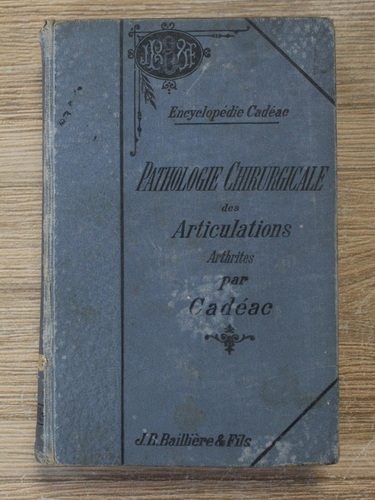 Encyclopédie Cadéac
PATHOLOGIE CHIRURGICALE
des
Articulations
Arthrites
par
Cadéac
J.B. Baillière & Fils